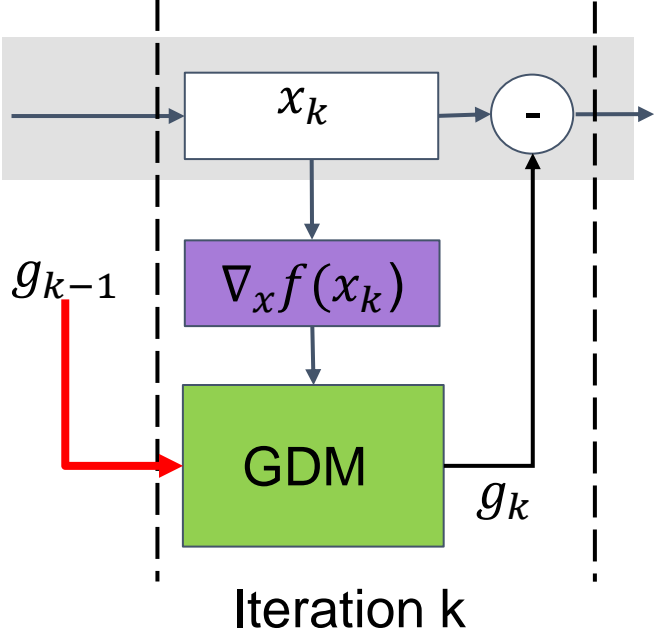 x_k
-
g_{k-1}
∇_x f(x_k)
GDM
g_k
Iteration k